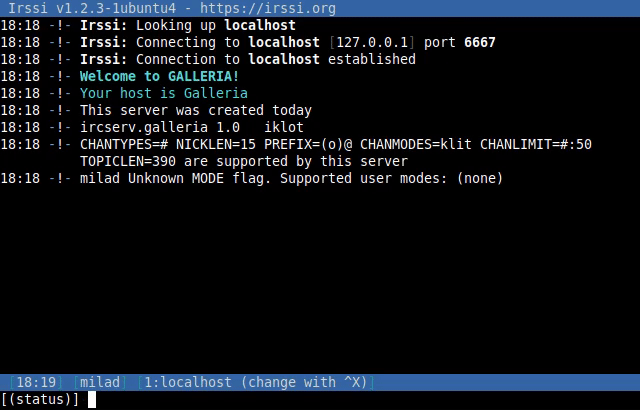 Irssi v1.2.3-1ubuntu4 - https://irssi.org
18:18 -!- Irssi: Looking up localhost
18:18 -!- Irssi: Connecting to localhost [127.0.0.1] port 6667
18:18 -!- Irssi: Connection to localhost established
18:18 -!- Welcome to GALLERIA!
18:18 -!- Your host is Galleria
18:18 -!- This server was created today
18:18 -!- ircserv.galleria 1.0   iklot
18:18 -!- CHANTYPES=# NICKLEN=15 PREFIX=(o)@ CHANMODES=klit CHANLIMIT=#:50
TOPICLEN=390 are supported by this server
18:18 -!- milad Unknown MODE flag. Supported user modes: (none)
[18:19] [milad] [1:localhost (change with ^X)]
[(status)]